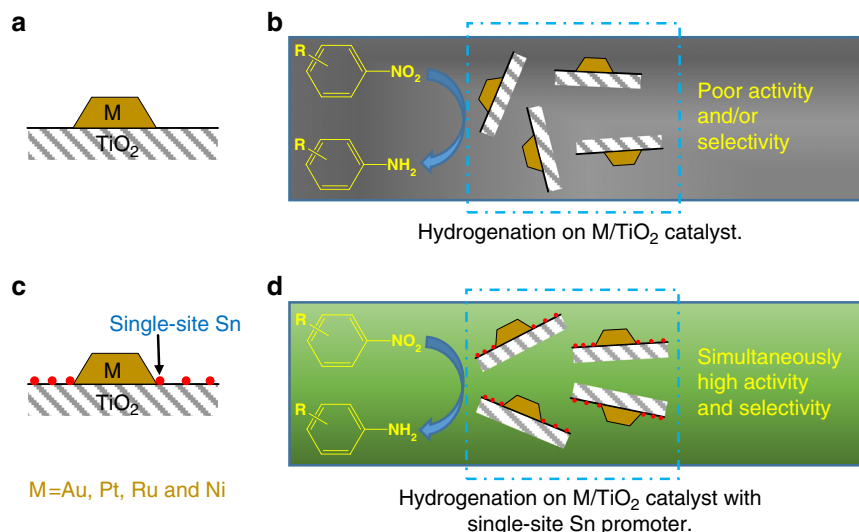 a
M
TiO₂
b
R
NO₂
R
NH₂
Poor activity
and/or
selectivity
Hydrogenation on M/TiO₂ catalyst.
c
Single-site Sn
M
TiO₂
M=Au, Pt, Ru and Ni
d
R
NO₂
R
NH₂
Simultaneously
high activity
and selectivity
Hydrogenation on M/TiO₂ catalyst with
single-site Sn promoter.